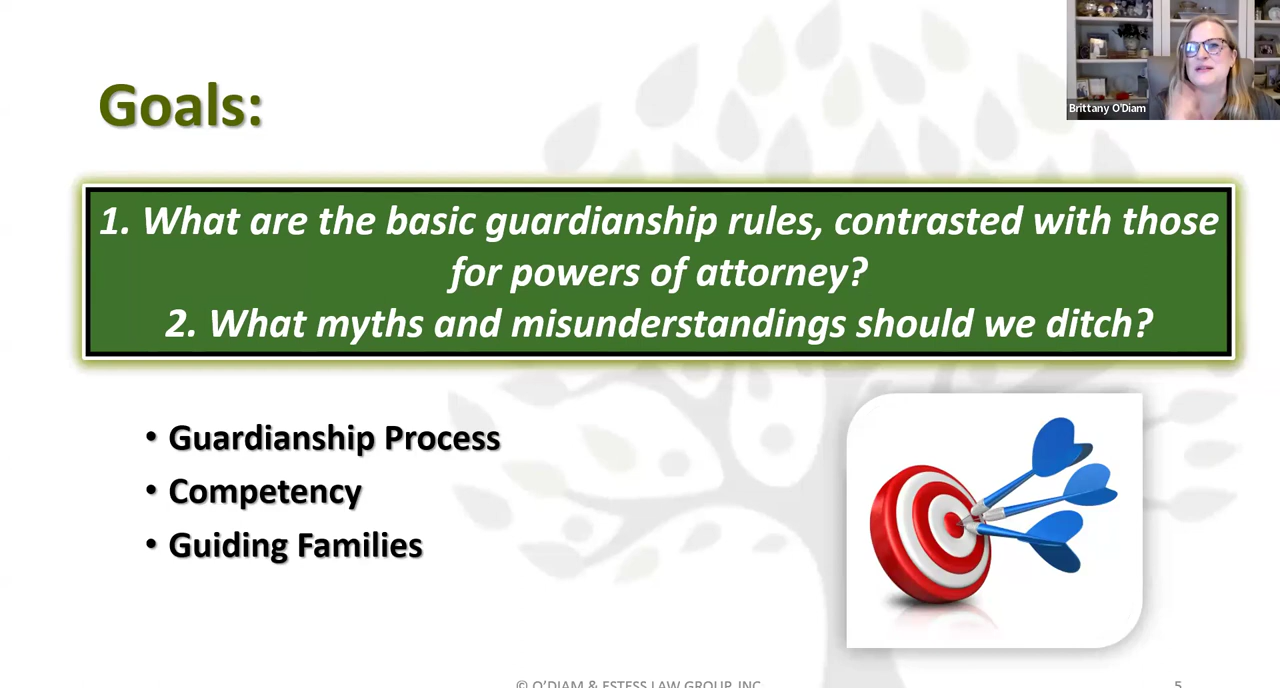 Brittany O'Diam
Goals:
1. What are the basic guardianship rules, contrasted with those
for powers of attorney?
2. What myths and misunderstandings should we ditch?
• Guardianship Process
• Competency
• Guiding Families
© O'DIAM & ESTESS LAW GROUP, INC.
5